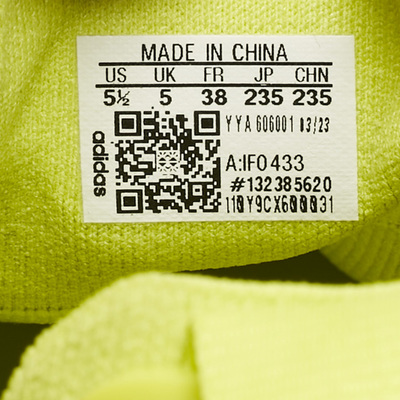 MADE IN CHINA
US UK FR JP CHN
5½ 5 38 235 235
YYA 606001 03/23
adidas
A:IF0433
#132385620
110Y9CX600031